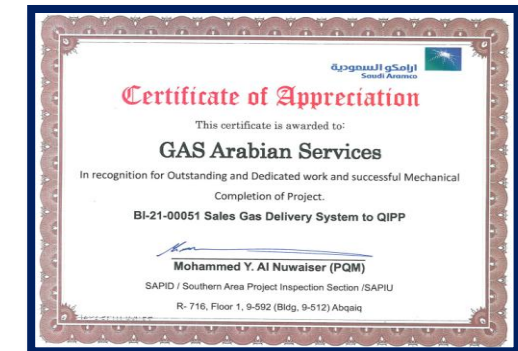 ارامكو السعودية
Saudi Aramco
Certificate of Appreciation
This certificate is awarded to:
GAS Arabian Services
In recognition for Outstanding and Dedicated work and successful Mechanical
Completion of Project.
BI-21-00051 Sales Gas Delivery System to QIPP
Mohammed Y. Al Nuwaiser (PQM)
SAPID / Southern Area Project Inspection Section /SAPIU
R- 716, Floor 1, 9-592 (Bldg, 9-512) Abqaiq